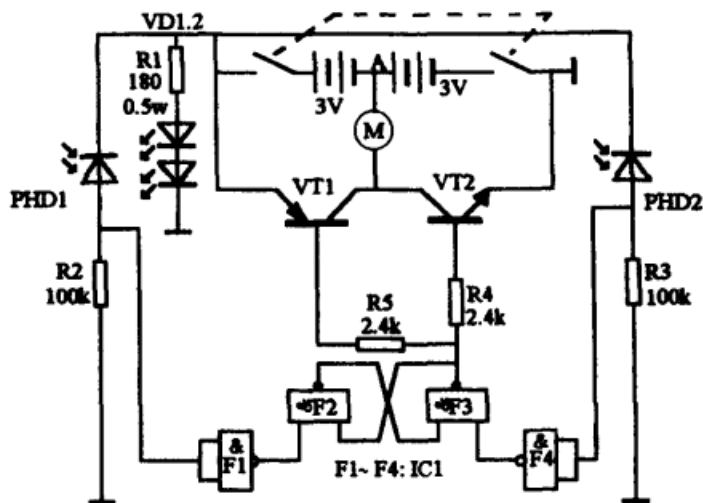 VD1.2
R1
180
0.5w
A
3V
3V
M
PHD1
VT1
VT2
PHD2
R2
100k
R5
2.4k
R4
2.4k
R3
100k
&F2
&F3
&
F1
&
F4
F1~ F4: IC1